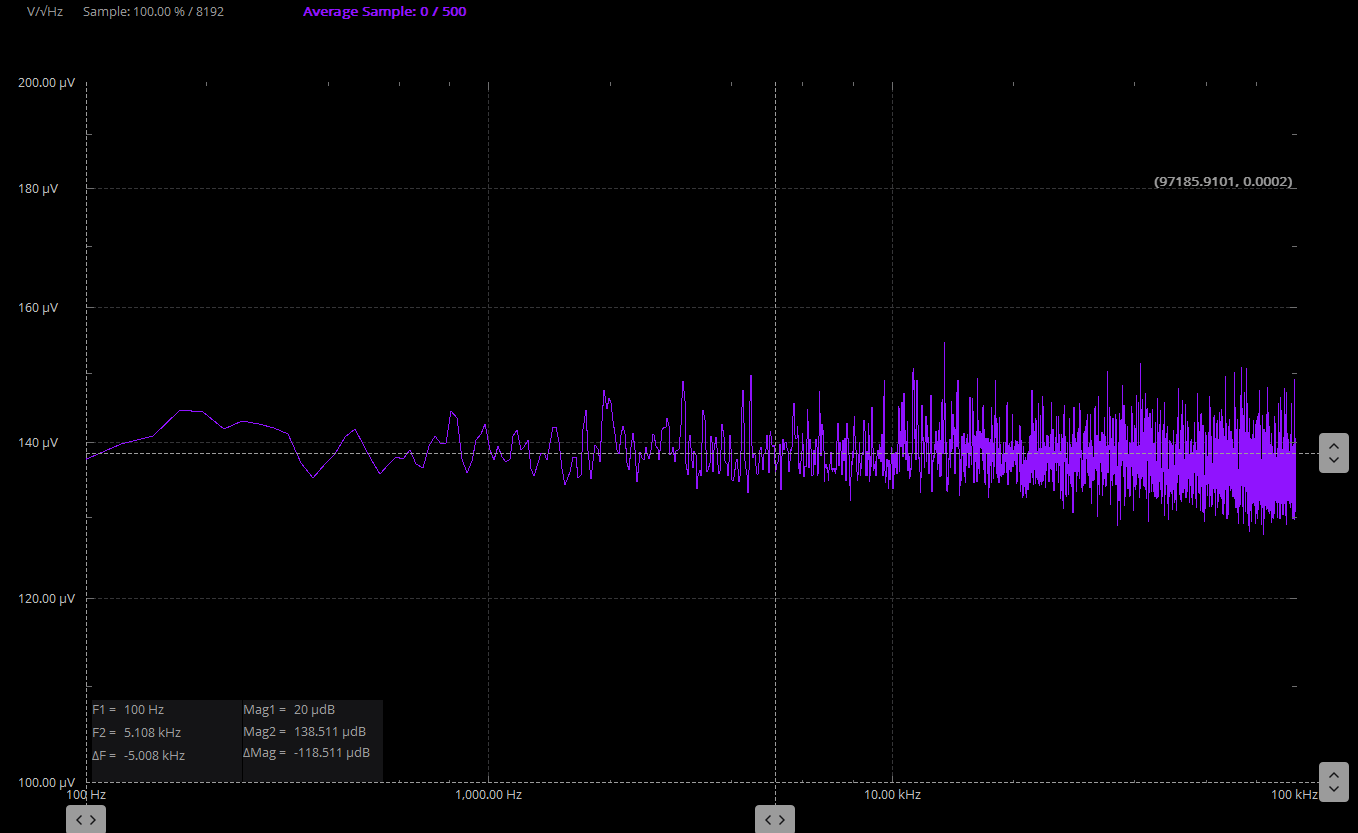 V/√Hz Sample: 100.00 % / 8192 Average Sample: 0 / 500
200.00 µV
180 µV
(97185.9101, 0.0002)
160 µV
140 µV
120.00 µV
F1 = 100 Hz Mag1 = 20 µdB
F2 = 5.108 kHz Mag2 = 138.511 µdB
ΔF = -5.008 kHz ΔMag = -118.511 µdB
100.00 µV
100 Hz 1,000.00 Hz 10.00 kHz 100 kHz